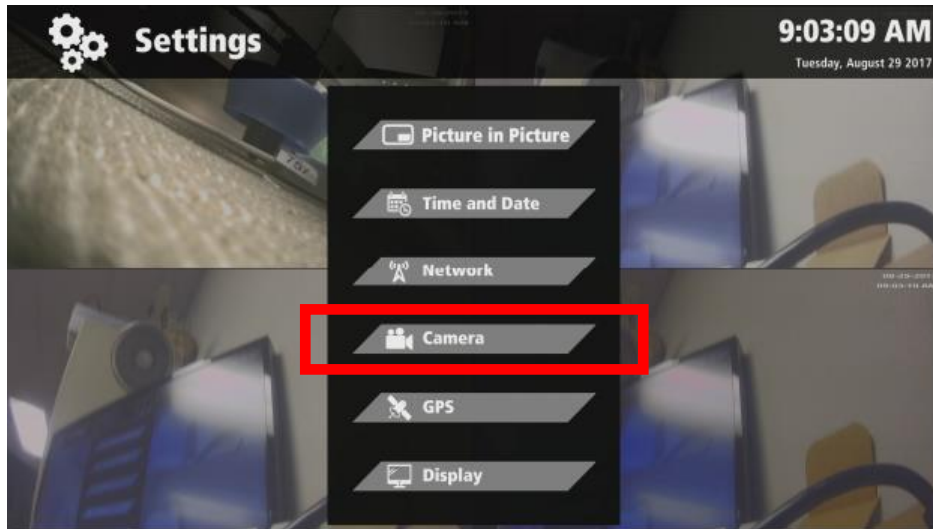 Settings
9:03:09 AM
Tuesday, August 29 2017
Picture in Picture
Time and Date
Network
Camera
GPS
Display
757